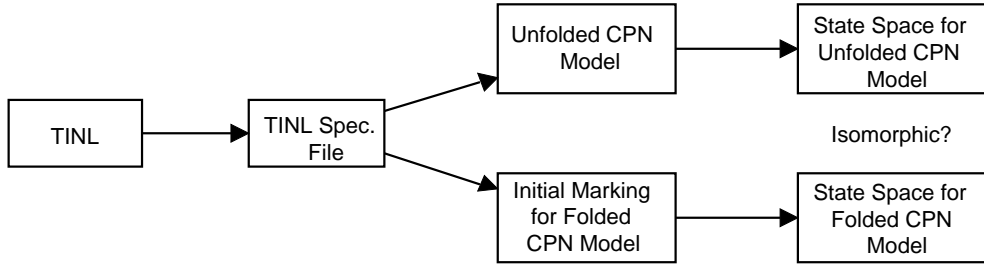 TINL
TINL Spec.
File
Unfolded CPN
Model
State Space for
Unfolded CPN
Model
Isomorphic?
Initial Marking
for Folded
CPN Model
State Space for
Folded CPN
Model